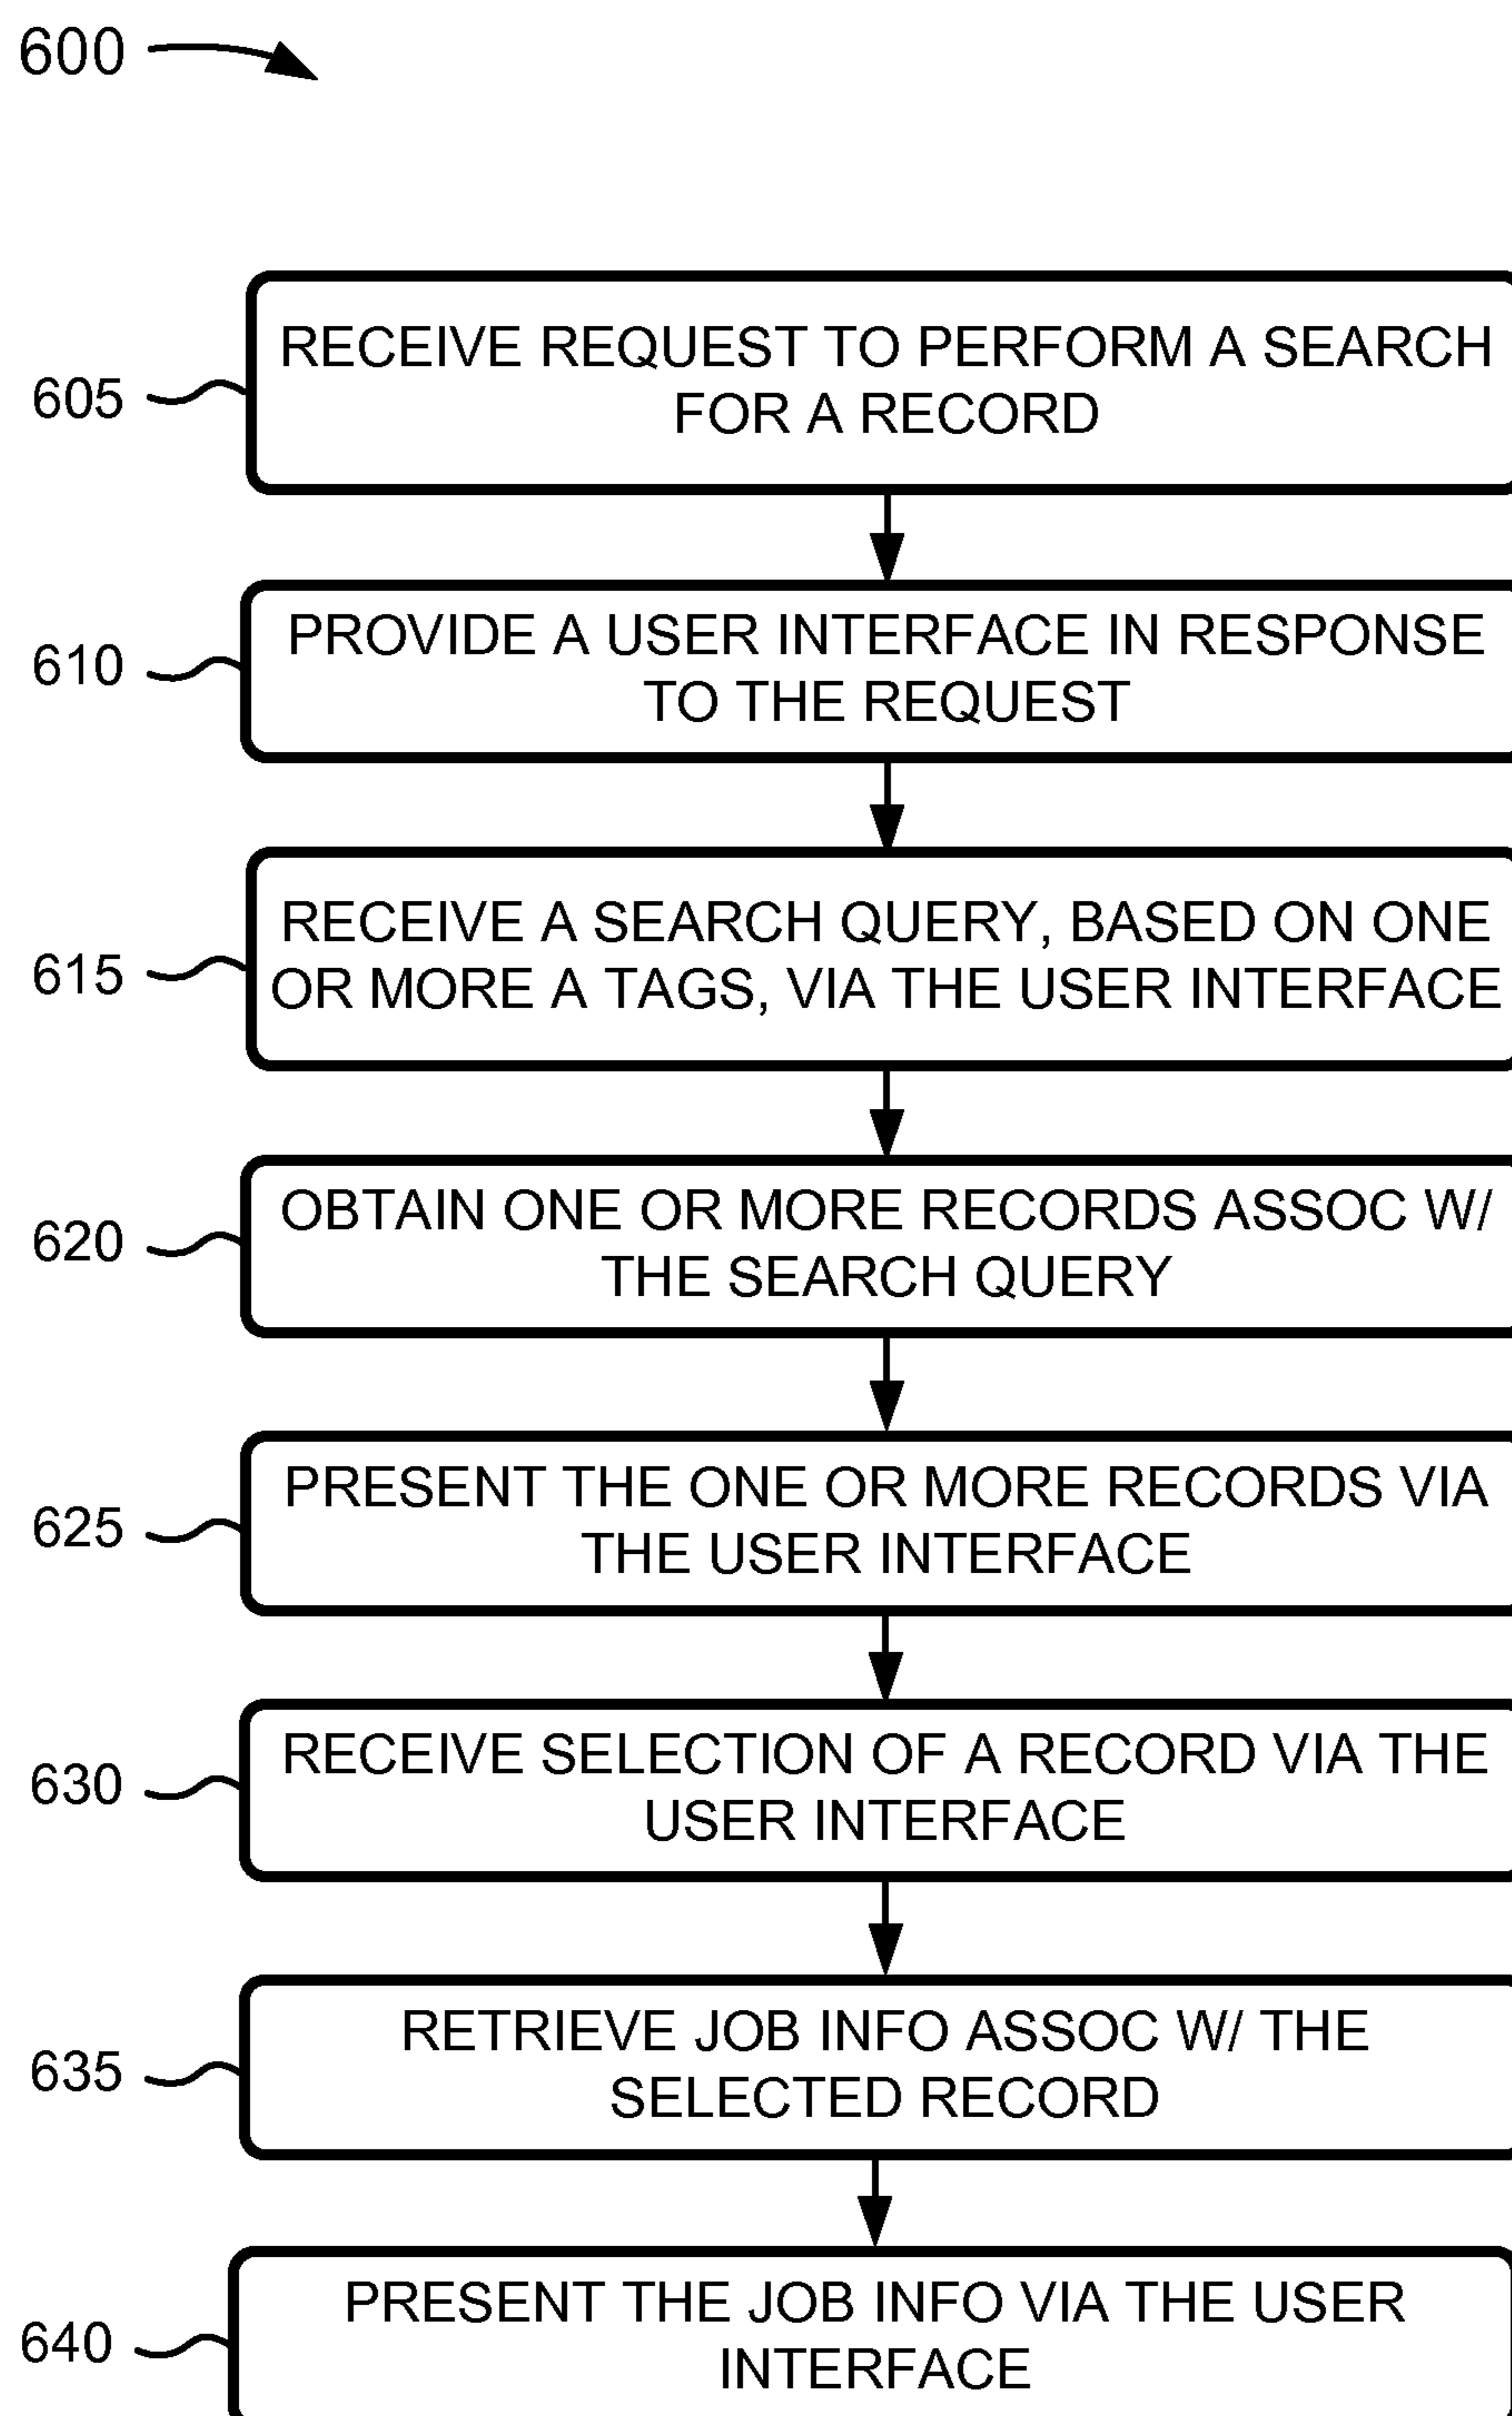 600
605
RECEIVE REQUEST TO PERFORM A SEARCH
FOR A RECORD
610
PROVIDE A USER INTERFACE IN RESPONSE
TO THE REQUEST
615
RECEIVE A SEARCH QUERY, BASED ON ONE
OR MORE A TAGS, VIA THE USER INTERFACE
620
OBTAIN ONE OR MORE RECORDS ASSOC W/
THE SEARCH QUERY
625
PRESENT THE ONE OR MORE RECORDS VIA
THE USER INTERFACE
630
RECEIVE SELECTION OF A RECORD VIA THE
USER INTERFACE
635
RETRIEVE JOB INFO ASSOC W/ THE
SELECTED RECORD
640
PRESENT THE JOB INFO VIA THE USER
INTERFACE